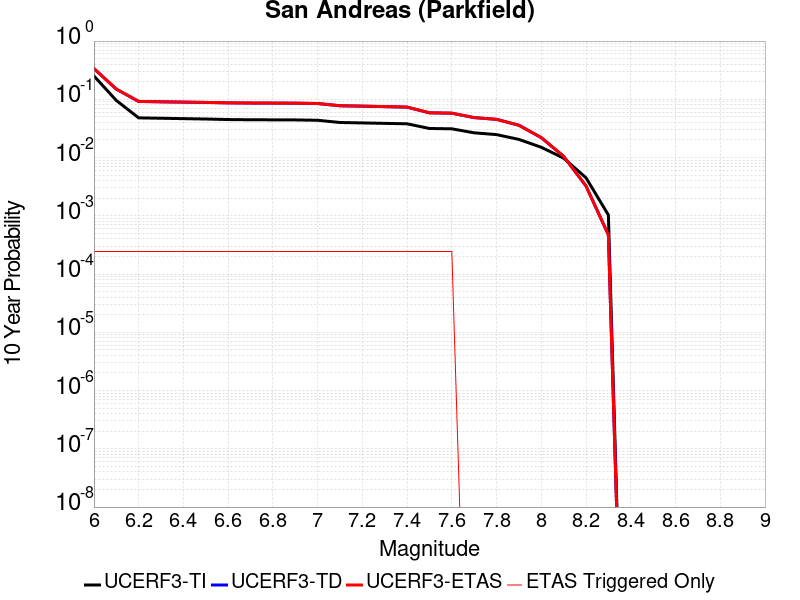 San Andreas (Parkfield)
10^0
10^-1
10^-2
10^-3
10^-4
10^-5
10^-6
10^-7
10^-8
10 Year Probability
6 6.2 6.4 6.6 6.8 7 7.2 7.4 7.6 7.8 8 8.2 8.4 8.6 8.8 9
Magnitude
UCERF3-TI UCERF3-TD UCERF3-ETAS ETAS Triggered Only